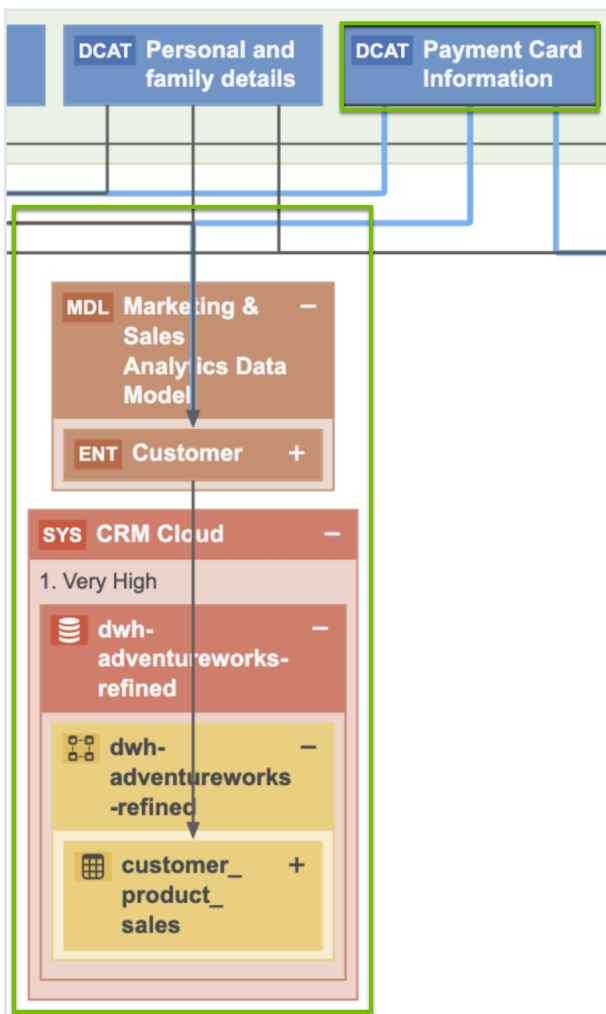 DCAT Personal and
family details
DCAT Payment Card
Information
MDL Marketing & −
Sales
Analytics Data
Model
ENT Customer +
SYS CRM Cloud −
1. Very High
dwh- −
adventureworks-
refined
dwh- −
adventureworks
-refined
customer_ +
product_
sales